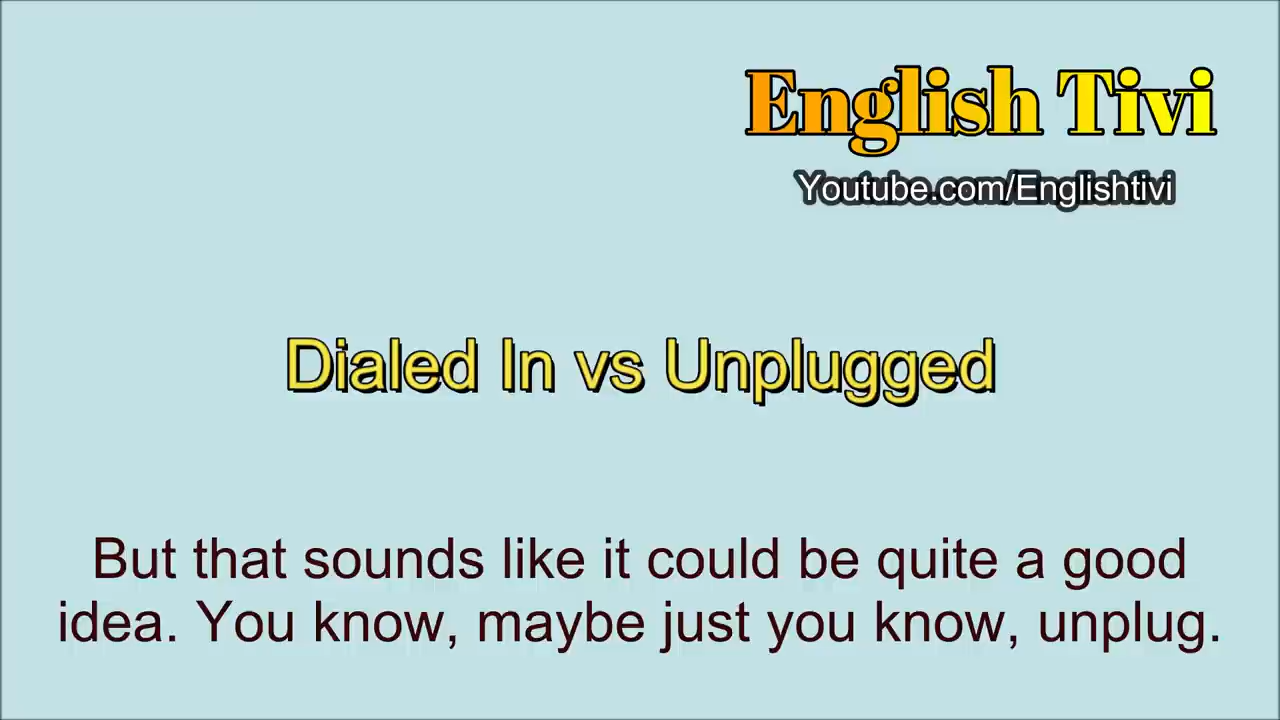 English Tivi
Youtube.com/Englishtivi
Dialed In vs Unplugged
But that sounds like it could be quite a good
idea. You know, maybe just you know, unplug.